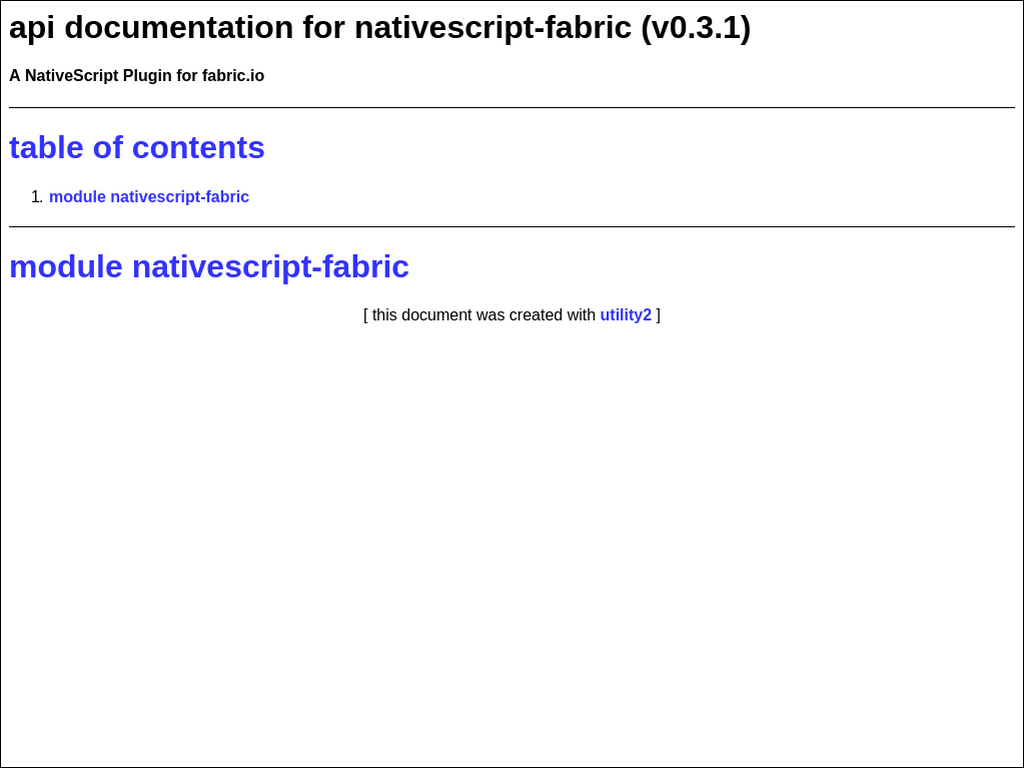 api documentation for nativescript-fabric (v0.3.1)
A NativeScript Plugin for fabric.io
table of contents
1. module nativescript-fabric
module nativescript-fabric
[ this document was created with utility2 ]